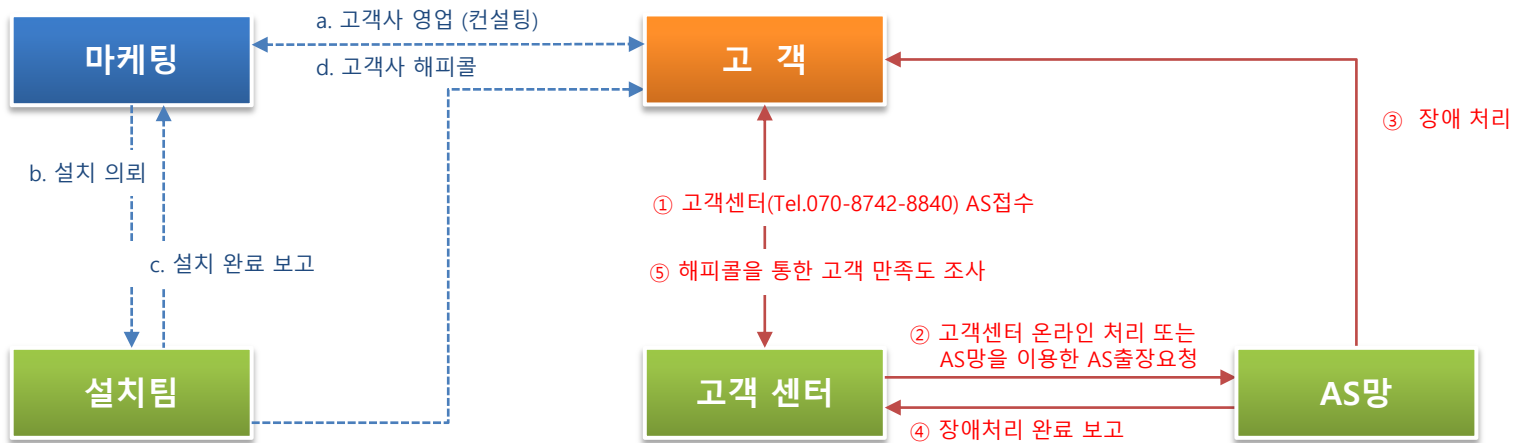 a. 고객사 영업 (컨설팅)
마케팅
고 객
d. 고객사 해피콜
③ 장애 처리
b. 설치 의뢰
① 고객센터(Tel.070-8742-8840) AS접수
c. 설치 완료 보고
⑤ 해피콜을 통한 고객 만족도 조사
② 고객센터 온라인 처리 또는
AS망을 이용한 AS출장요청
설치팀
고객 센터
AS망
④ 장애처리 완료 보고